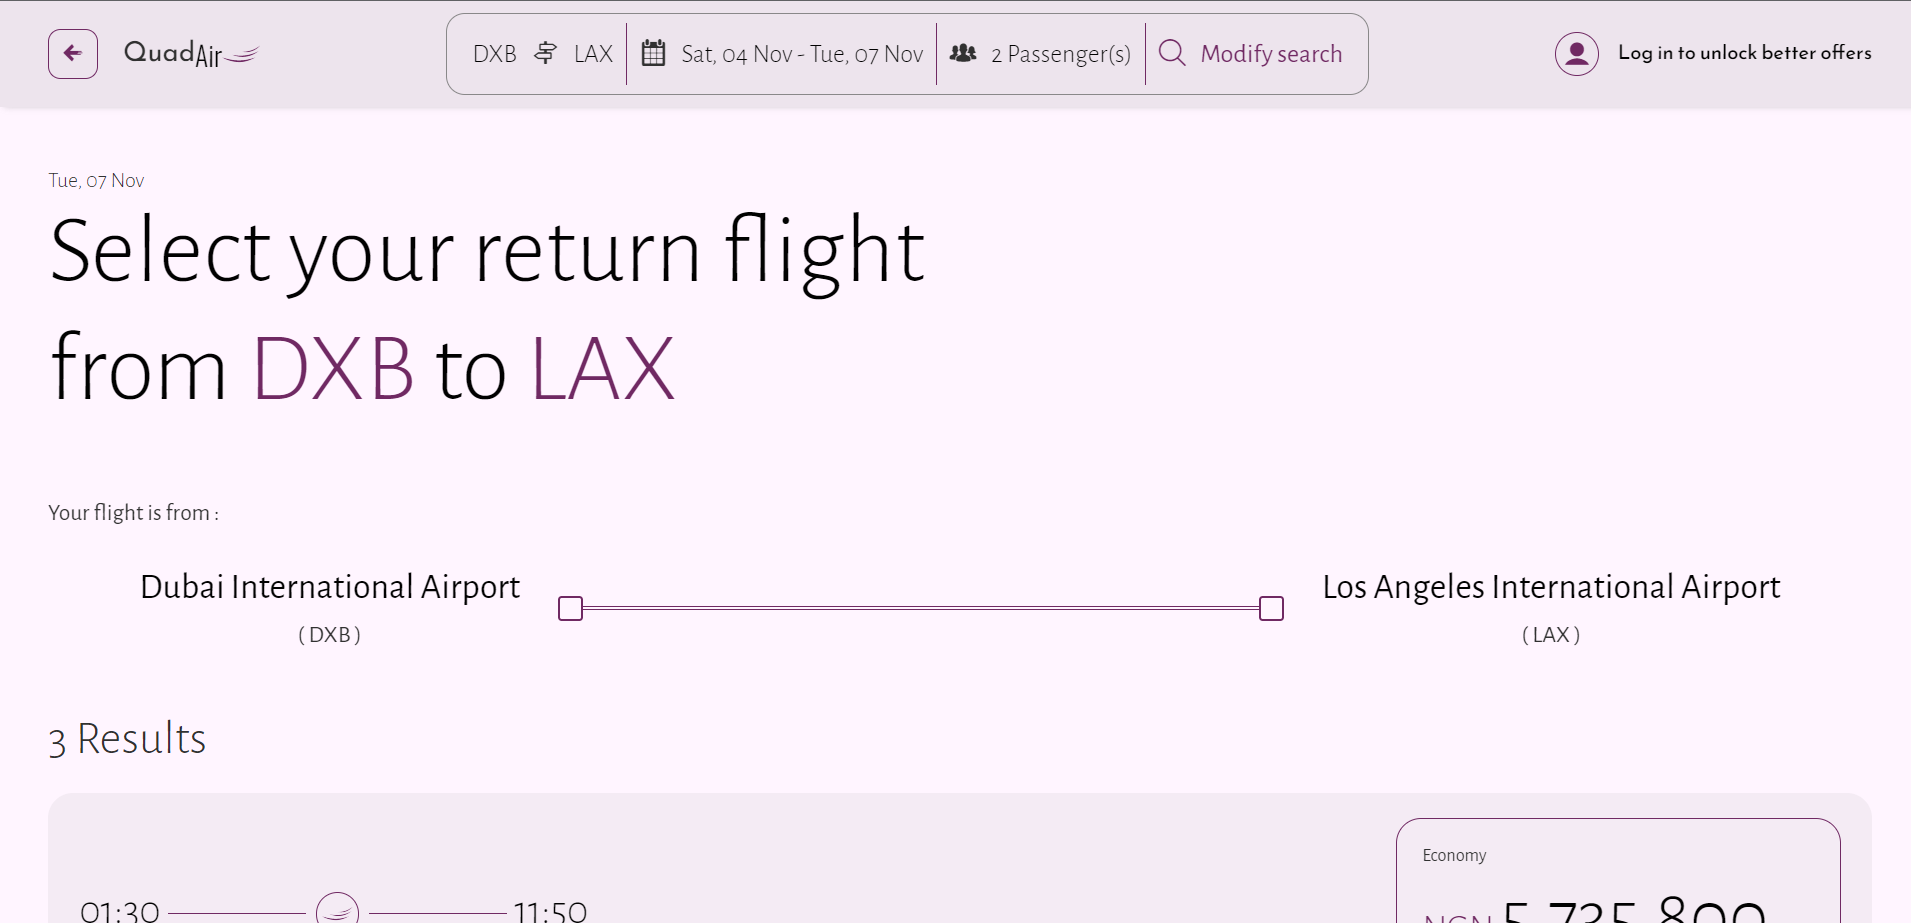 QuadAir
DXB LAX
Sat, 04 Nov - Tue, 07 Nov
2 Passenger(s)
Modify search
Log in to unlock better offers
Tue, 07 Nov
Select your return flight
from DXB to LAX
Your flight is from :
Dubai International Airport
( DXB )
Los Angeles International Airport
( LAX )
3 Results
Economy
01:30
11:50
NGN 5,735,800